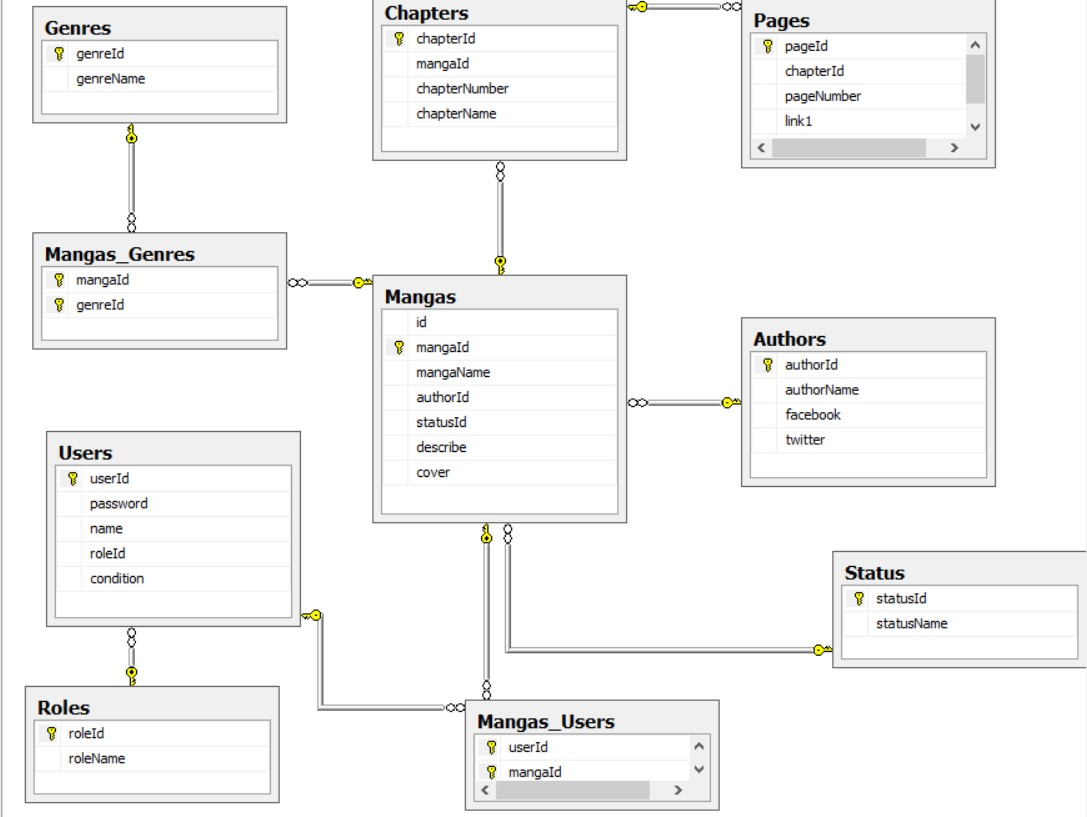 Genres
genreId
genreName
Chapters
chapterId
mangaId
chapterNumber
chapterName
Pages
pageId
chapterId
pageNumber
link1
Mangas_Genres
mangaId
genreId
Mangas
id
mangaId
mangaName
authorId
statusId
describe
cover
Authors
authorId
authorName
facebook
twitter
Users
userId
password
name
roleId
condition
Status
statusId
statusName
Roles
roleId
roleName
Mangas_Users
userId
mangaId